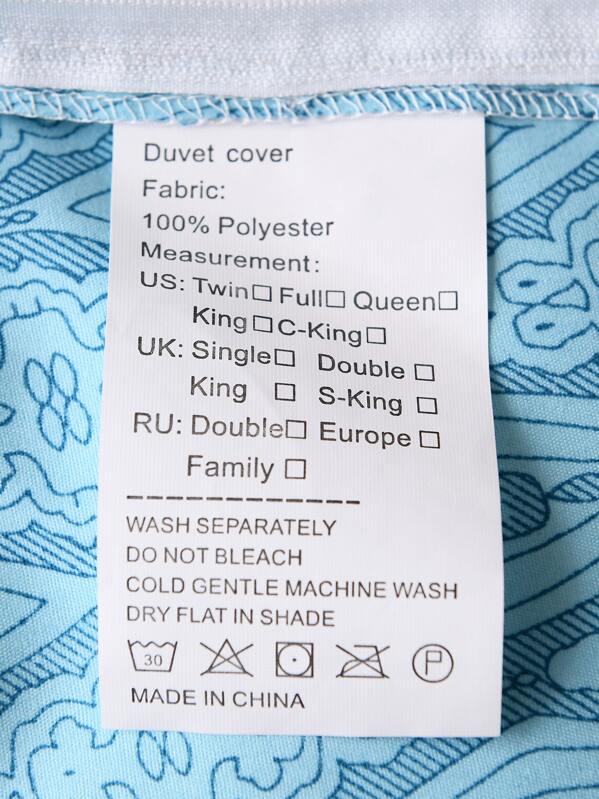 Duvet cover
Fabric:
100% Polyester
Measurement:
US: Twin☐ Full☐ Queen☐
King☐ C-King☐
UK: Single☐ Double ☐
King ☐ S-King ☐
RU: Double☐ Europe ☐
Family ☐
WASH SEPARATELY
DO NOT BLEACH
COLD GENTLE MACHINE WASH
DRY FLAT IN SHADE
30 P
MADE IN CHINA